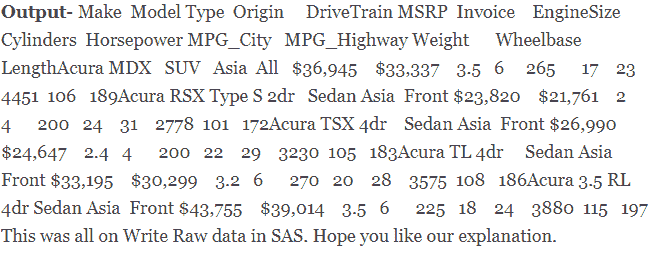 Output- Make Model Type Origin DriveTrain MSRP Invoice EngineSize
Cylinders Horsepower MPG_City MPG_Highway Weight Wheelbase
LengthAcura MDX SUV Asia All $36,945 $33,337 3.5 6 265 17 23
4451 106 189Acura RSX Type S 2dr Sedan Asia Front $23,820 $21,761 2
4 200 24 31 2778 101 172Acura TSX 4dr Sedan Asia Front $26,990
$24,647 2.4 4 200 22 29 3230 105 183Acura TL 4dr Sedan Asia
Front $33,195 $30,299 3.2 6 270 20 28 3575 108 186Acura 3.5 RL
4dr Sedan Asia Front $43,755 $39,014 3.5 6 225 18 24 3880 115 197
This was all on Write Raw data in SAS. Hope you like our explanation.